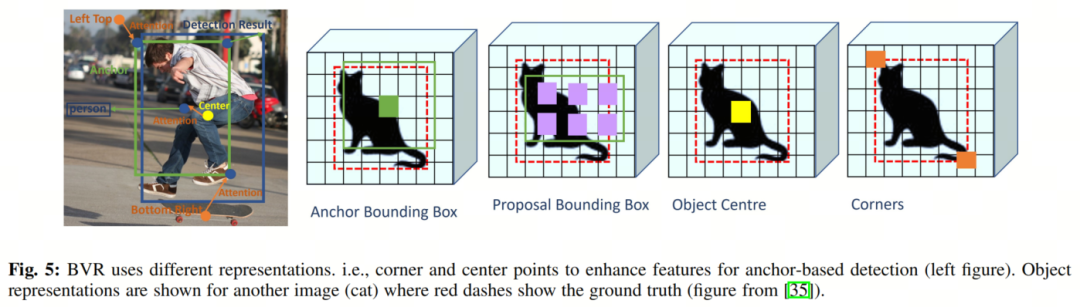 Left Top
Attention
Detection Result
Anchor
person
Center
Attention
Attention
Bottom Right
Anchor Bounding Box
Proposal Bounding Box
Object Centre
Corners
Fig. 5: BVR uses different representations. i.e., corner and center points to enhance features for anchor-based detection (left figure). Object
representations are shown for another image (cat) where red dashes show the ground truth (figure from [35]).